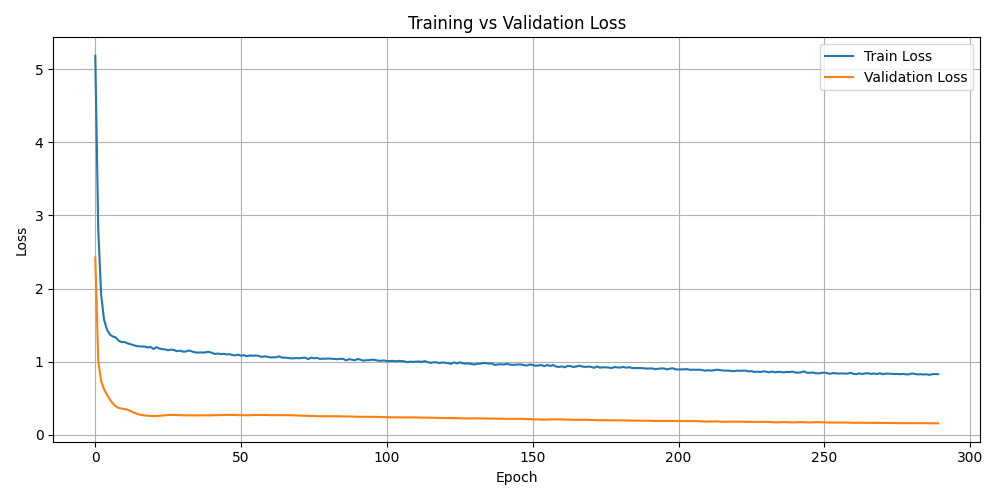 Training vs Validation Loss
Train Loss
Validation Loss
5
4
3
2
1
0
Loss
0 50 100 150 200 250 300
Epoch